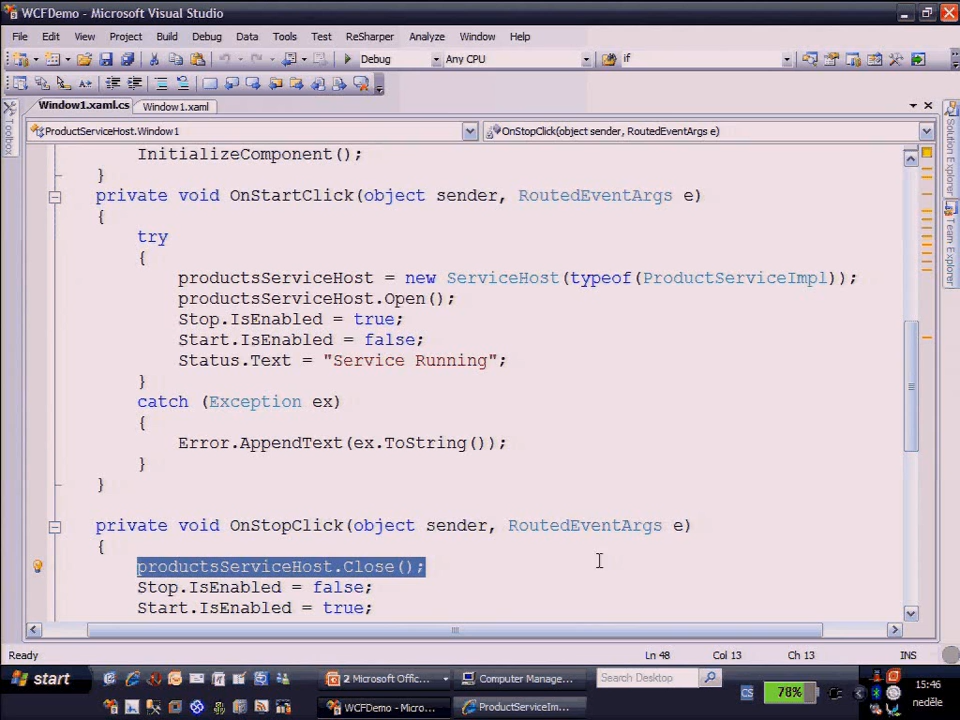 WCFDemo - Microsoft Visual Studio
File Edit View Project Build Debug Data Tools Test ReSharper Analyze Window Help
Debug Any CPU if
Window1.xaml.cs Window1.xaml
ProductServiceHost.Window1 OnStopClick(object sender, RoutedEventArgs e)
Toolbox
Solution Explorer
Team Explorer
InitializeComponent();
}
private void OnStartClick(object sender, RoutedEventArgs e)
{
try
{
productsServiceHost = new ServiceHost(typeof(ProductServiceImpl));
productsServiceHost.Open();
Stop.IsEnabled = true;
Start.IsEnabled = false;
Status.Text = "Service Running";
}
catch (Exception ex)
{
Error.AppendText(ex.ToString());
}
}
private void OnStopClick(object sender, RoutedEventArgs e)
{
productsServiceHost.Close();
Stop.IsEnabled = false;
Start.IsEnabled = true;
Ready Ln 48 Col 13 Ch 13 INS
start 2 Microsoft Offic... Computer Manage... Search Desktop
WCFDemo - Micro... ProductServiceIm... CS 78% 15:46
neděle